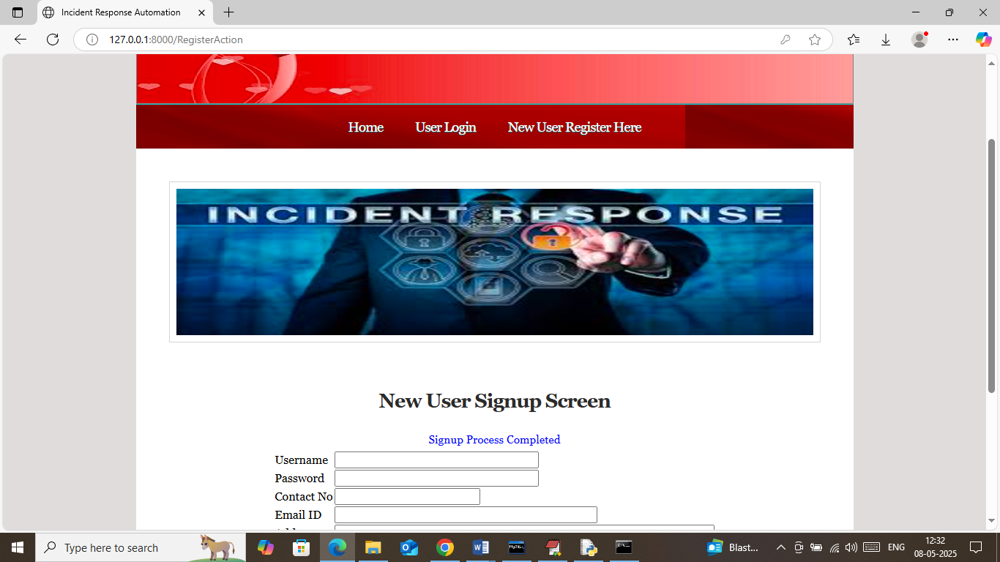 Incident Response Automation
127.0.0.1:8000/RegisterAction
Home User Login New User Register Here
INCIDENT RESPONSE
New User Signup Screen
Signup Process Completed
Username
Password
Contact No
Email ID
Type here to search
Blast...
ENG
12:32
08-05-2025